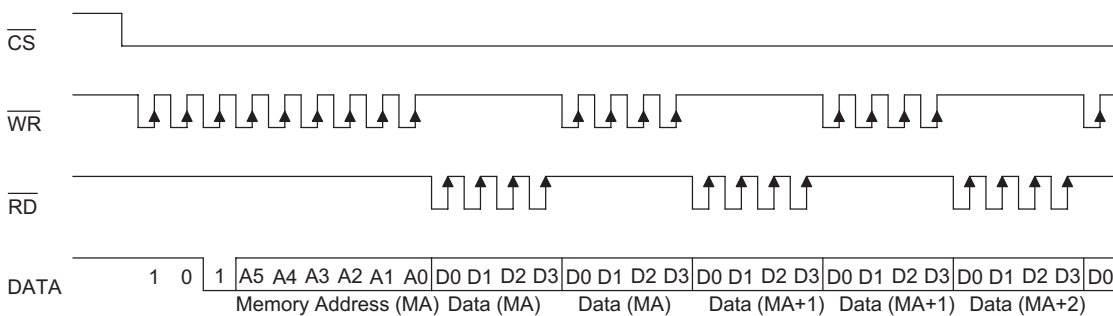 CS
WR
RD
DATA
1 0 1 A5 A4 A3 A2 A1 A0 D0 D1 D2 D3 D0 D1 D2 D3 D0 D1 D2 D3 D0 D1 D2 D3 D0 D1 D2 D3 D0
Memory Address (MA) Data (MA) Data (MA) Data (MA+1) Data (MA+1) Data (MA+2)